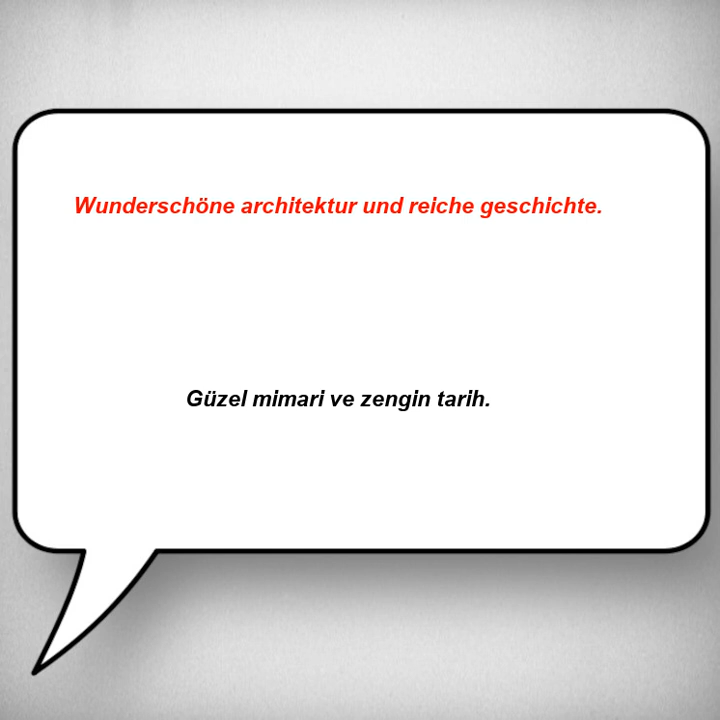 Wunderschöne architektur und reiche geschichte.
Güzel mimari ve zengin tarih.